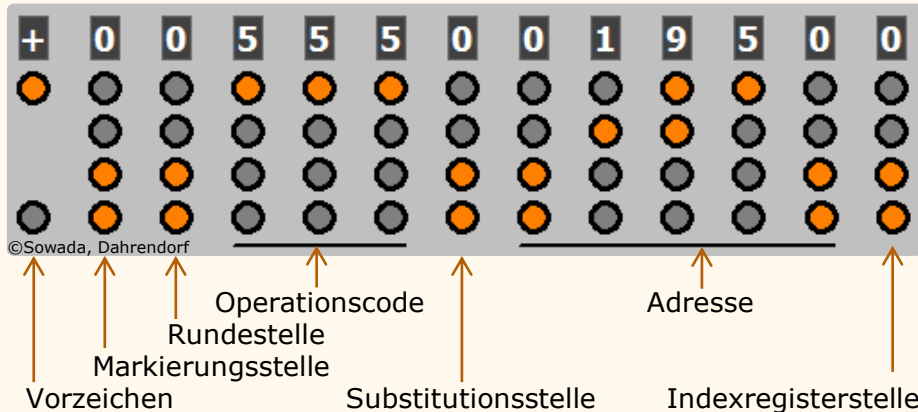 + 0 0 5 5 5 0 0 1 9 5 0 0
©Sowada, Dahrendorf
Operationscode Adresse
Rundestelle
Markierungsstelle
Vorzeichen Substitutionsstelle Indexregisterstelle